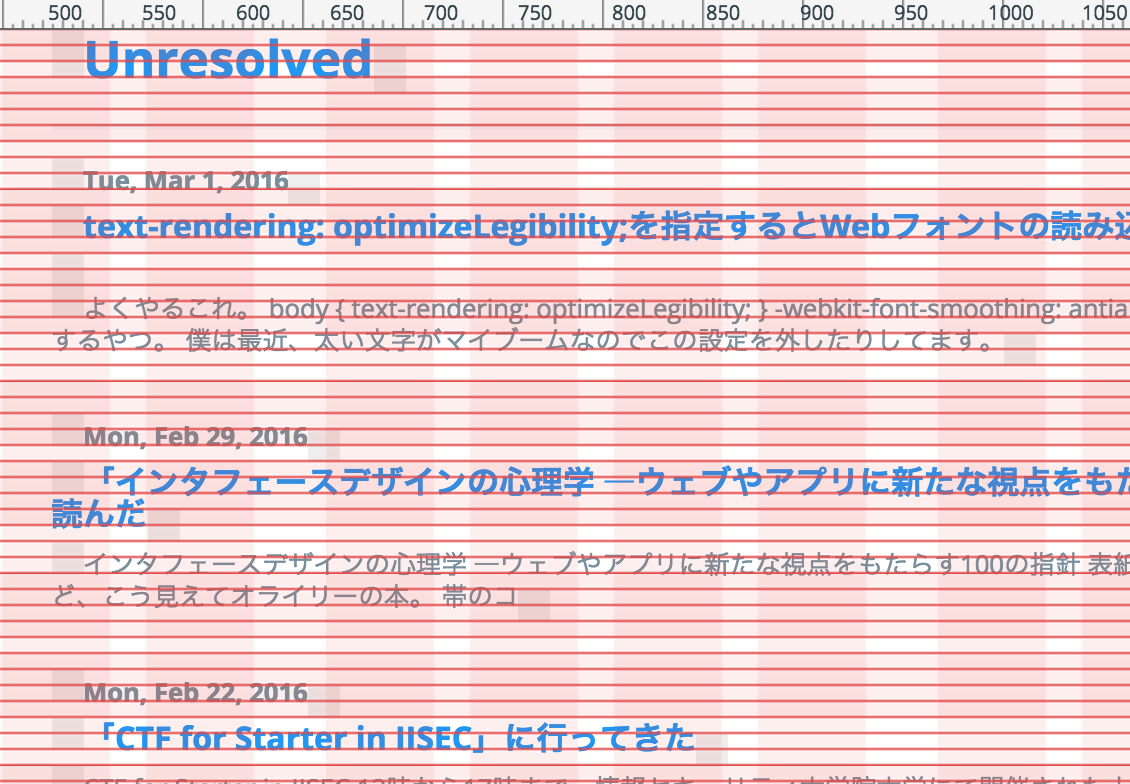 500 550 600 650 700 750 800 850 900 950 1000 1050
Unresolved
Tue, Mar 1, 2016
text-rendering: optimizeLegibility;を指定するとWebフォントの読み込
よくやるこれ。 body { text-rendering: optimizeLegibility; } -webkit-font-smoothing: antia
するやつ。 僕は最近、太い文字がマイブームなのでこの設定を外したりしてます。
Mon, Feb 29, 2016
「インタフェースデザインの心理学 ―ウェブやアプリに新たな視点をもた
読んだ
インタフェースデザインの心理学 ―ウェブやアプリに新たな視点をもたらす100の指針 表紙
ど、こう見えてオライリーの本。 帯のコ
Mon, Feb 22, 2016
「CTF for Starter in IISEC」に行ってきた